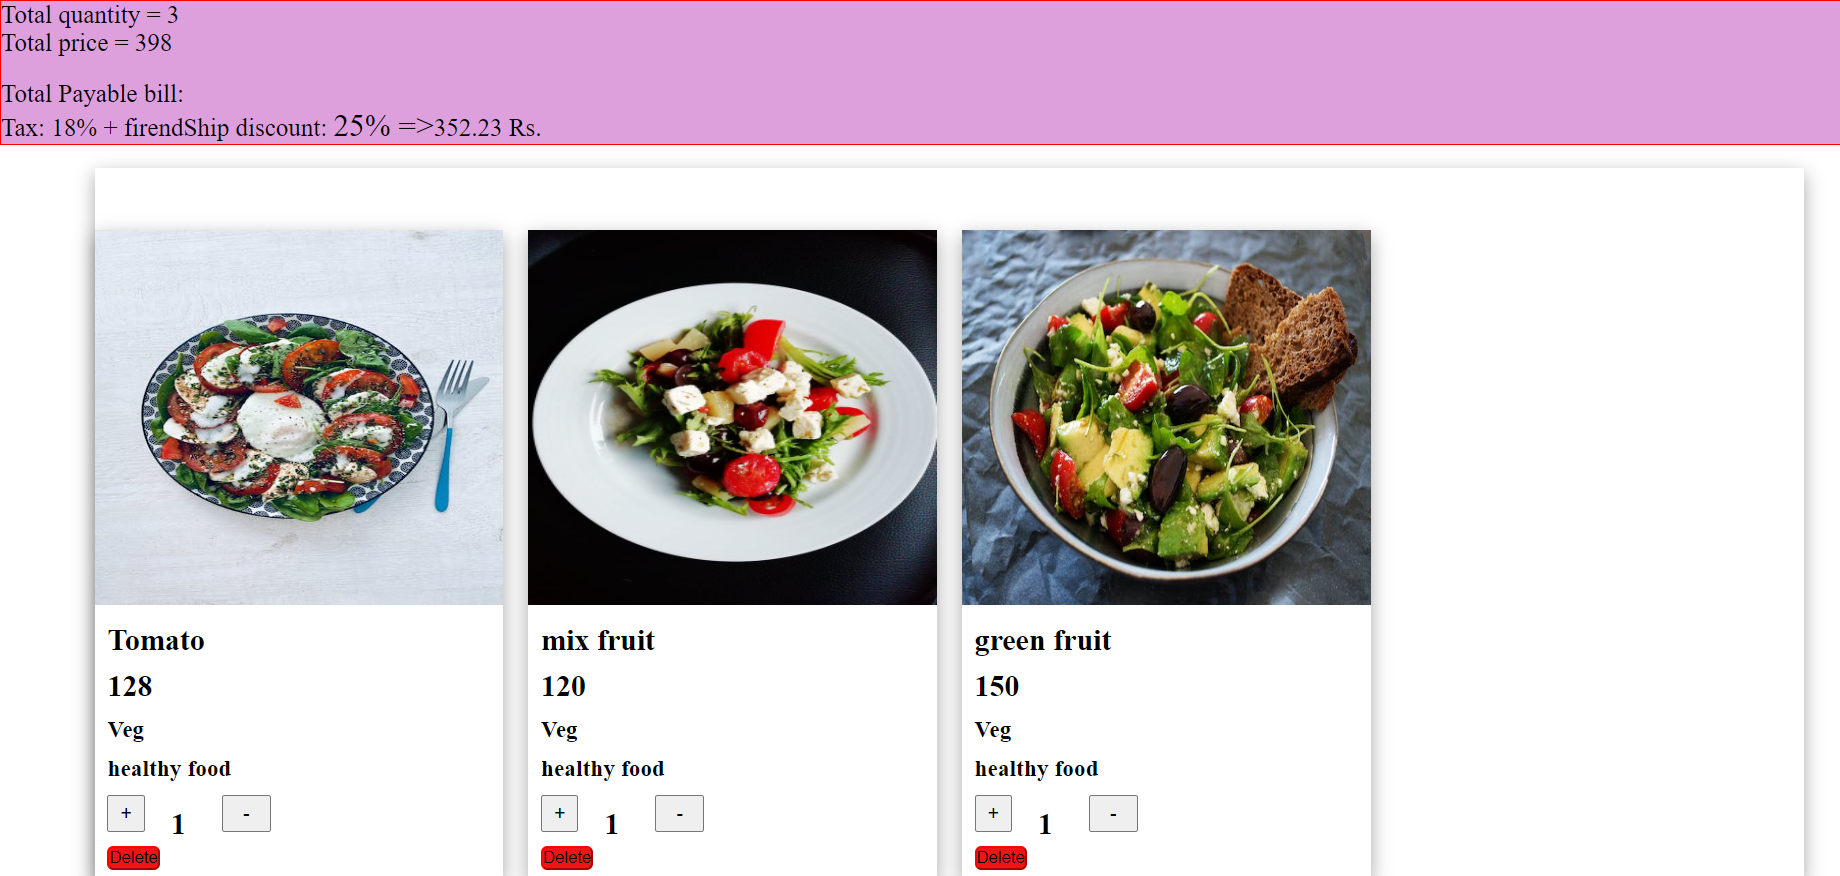 Total quantity = 3
Total price = 398
Total Payable bill:
Tax: 18% + firendShip discount: 25% =>352.23 Rs.
Tomato
128
Veg
healthy food
+ 1 -
Delete
mix fruit
120
Veg
healthy food
+ 1 -
Delete
green fruit
150
Veg
healthy food
+ 1 -
Delete